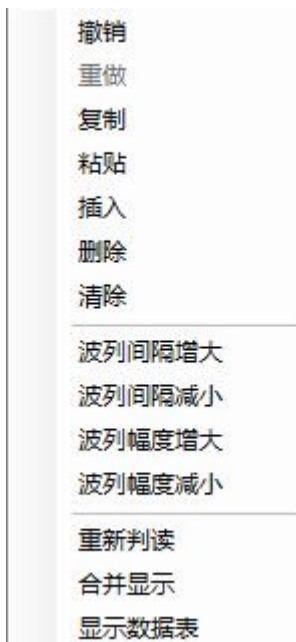 撤销
重做
复制
粘贴
插入
删除
清除
波列间隔增大
波列间隔减小
波列幅度增大
波列幅度减小
重新判读
合并显示
显示数据表